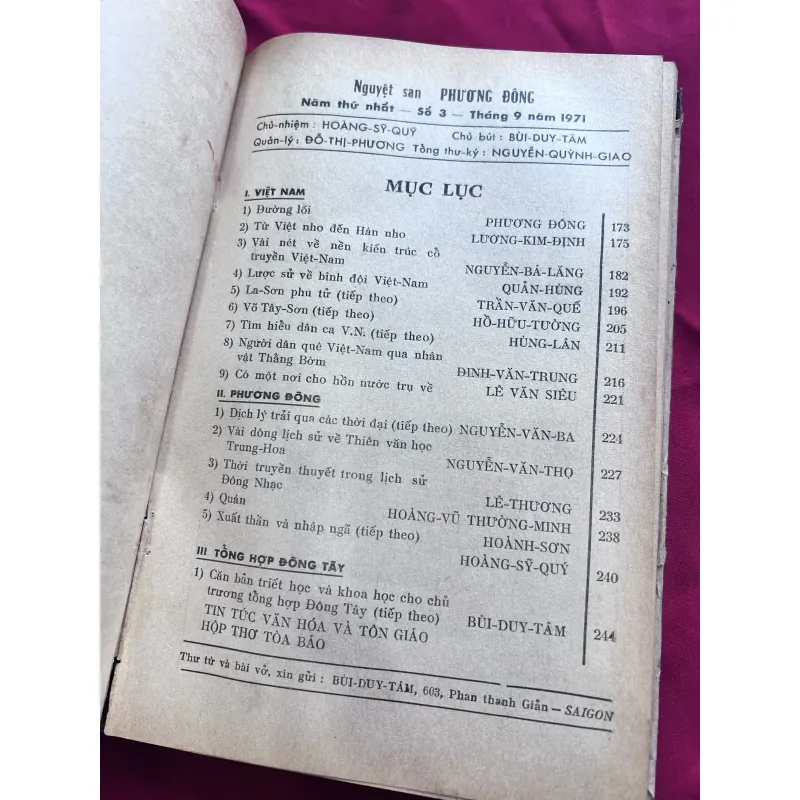 Nguyệt san PHƯƠNG ĐÔNG
Năm thứ nhất — Số 3 — Tháng 9 năm 1971
Chủ-nhiệm : HOÀNG-SỸ-QUÝ Chủ bút : BÙI-DUY-TÂM
Quản-lý : ĐỖ-THỊ-PHƯƠNG Tổng thư-ký : NGUYỄN-QUỲNH-GIAO
MỤC LỤC
I. VIỆT NAM
1) Đường lối PHƯƠNG ĐÔNG 173
2) Từ Việt nho đến Hán nho LƯƠNG-KIM-ĐỊNH 175
3) Vài nét về nền kiến trúc cổ
truyền Việt-Nam NGUYỄN-BÁ-LĂNG 182
4) Lược sử về binh đội Việt-Nam QUẢN-HÙNG 192
5) La-Sơn phu tử (tiếp theo) TRẦN-VĂN-QUẾ 196
6) Võ Tây-Sơn (tiếp theo) HỒ-HỮU-TƯỜNG 205
7) Tìm hiểu dân ca V.N. (tiếp theo) HÙNG-LÂN 211
8) Người dân quê Việt-Nam qua nhân
vật Thằng Bờm ĐINH-VĂN-TRUNG 216
9) Có một nơi cho hồn nước trụ về LÊ VĂN SIÊU 221
II. PHƯƠNG ĐÔNG
1) Dịch lý trải qua các thời đại (tiếp theo) NGUYỄN-VĂN-BA 224
2) Vài dòng lịch sử về Thiên văn học
Trung-Hoa NGUYỄN-VĂN-THỌ 227
3) Thời truyền thuyết trong lịch sử
Đông Nhạc LÊ-THƯƠNG 233
4) Quán HOÀNG-VŨ THƯỜNG-MINH 238
5) Xuất thần và nhập ngã (tiếp theo) HOÀNH-SƠN
HOÀNG-SỸ-QUÝ 240
III TỔNG HỢP ĐÔNG TÂY
1) Căn bản triết học và khoa học cho chủ
trương tổng hợp Đông Tây (tiếp theo) BÙI-DUY-TÂM 244
TIN TỨC VĂN HÓA VÀ TÔN GIÁO
HỘP THƠ TÒA BÁO
Thư từ và bài vở, xin gửi : BÙI-DUY-TÂM, 603, Phan thanh Giản — SAIGON